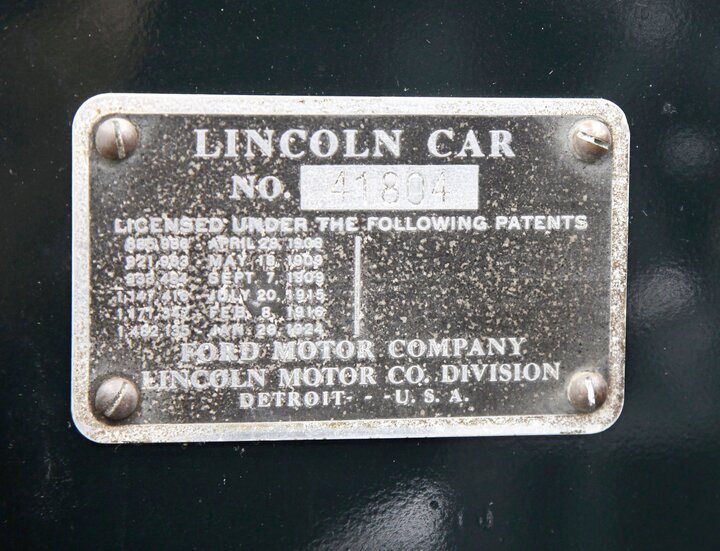 LINCOLN CAR
NO. 41804
LICENSED UNDER THE FOLLOWING PATENTS
APRIL 28, 1908
MAY 18, 1909
SEPT. 7, 1909
JULY 20, 1915
FEB. 8, 1916
JAN. 29, 1924
FORD MOTOR COMPANY
LINCOLN MOTOR CO. DIVISION
DETROIT - - - U. S. A.